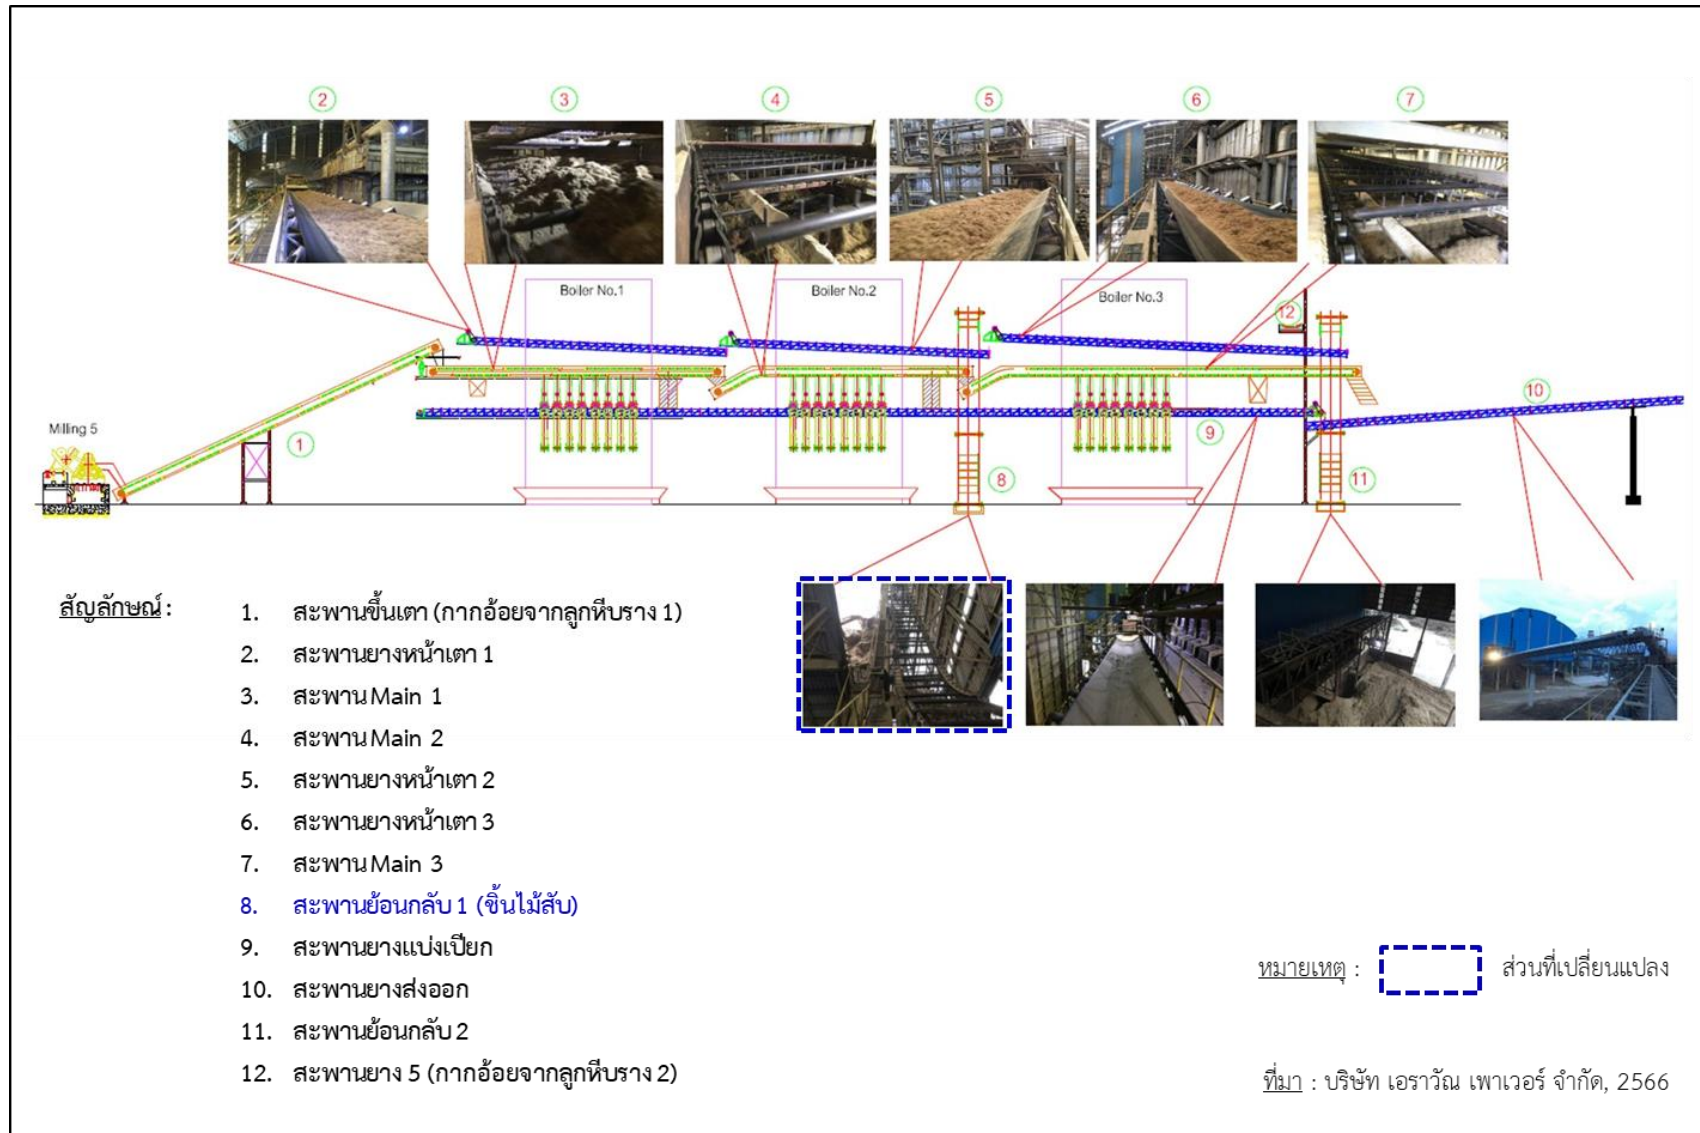 2 3 4 5 6 7
Boiler No.1 Boiler No.2 Boiler No.3
12
10
Milling 5
1
9
8
11
สัญลักษณ์ :
1. สะพานขึ้นเตา (กากอ้อยจากลูกหีบราง 1)
2. สะพานยางหน้าเตา 1
3. สะพาน Main 1
4. สะพาน Main 2
5. สะพานยางหน้าเตา 2
6. สะพานยางหน้าเตา 3
7. สะพาน Main 3
8. สะพานย้อนกลับ 1 (ชิ้นไม้สับ)
9. สะพานยางแบ่งเปียก
10. สะพานยางส่งออก
11. สะพานย้อนกลับ 2
12. สะพานยาง 5 (กากอ้อยจากลูกหีบราง 2)
หมายเหตุ : ส่วนที่เปลี่ยนแปลง
ที่มา : บริษัท เอราวัณ เพาเวอร์ จำกัด, 2566